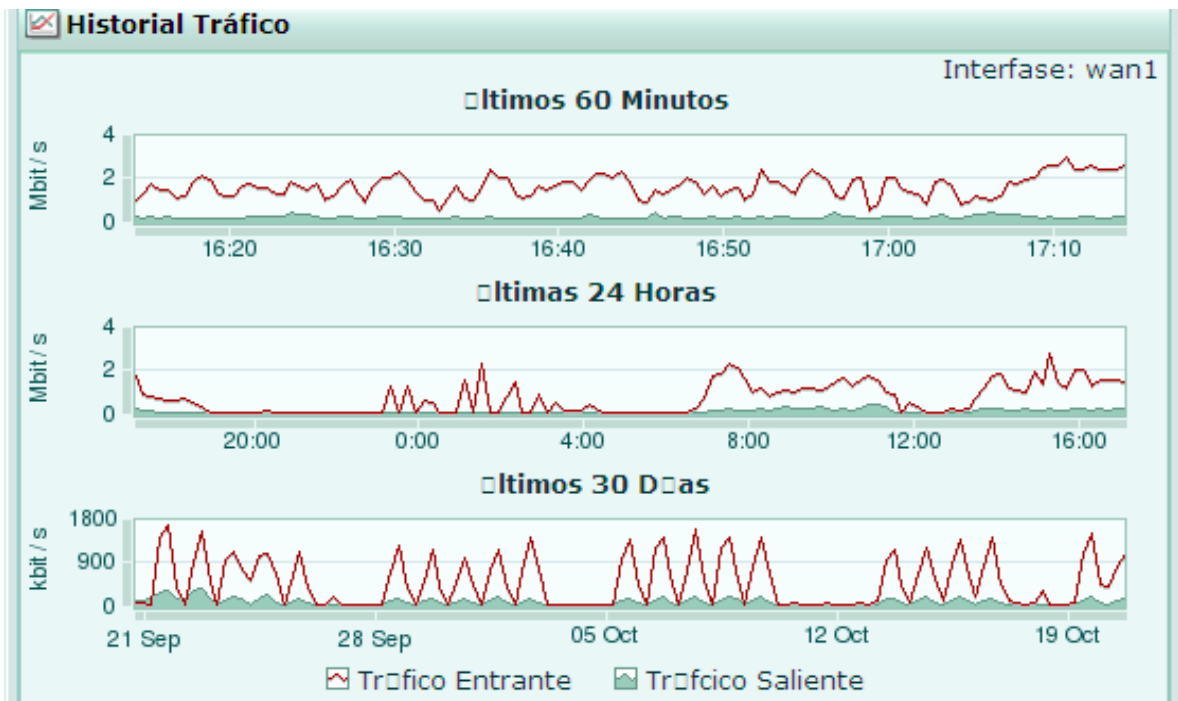 Historial Tráfico
Interfase: wan1
▯ltimos 60 Minutos
Mbit / s
4
2
0
16:20 16:30 16:40 16:50 17:00 17:10
▯ltimas 24 Horas
Mbit / s
4
2
0
20:00 0:00 4:00 8:00 12:00 16:00
▯ltimos 30 D▯as
kbit / s
1800
900
0
21 Sep 28 Sep 05 Oct 12 Oct 19 Oct
Tr▯fico Entrante Tr▯fcico Saliente